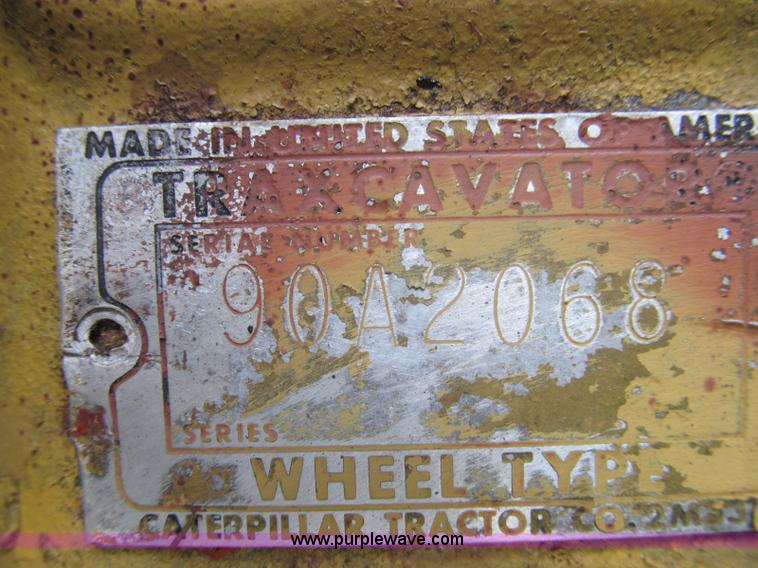 MADE IN UNITED STATES OF AMER
TRAXCAVATOR
SERIAL NUMBER
90A2068
SERIES
WHEEL TYPE
CATERPILLAR TRACTOR CO.
www.purplewave.com